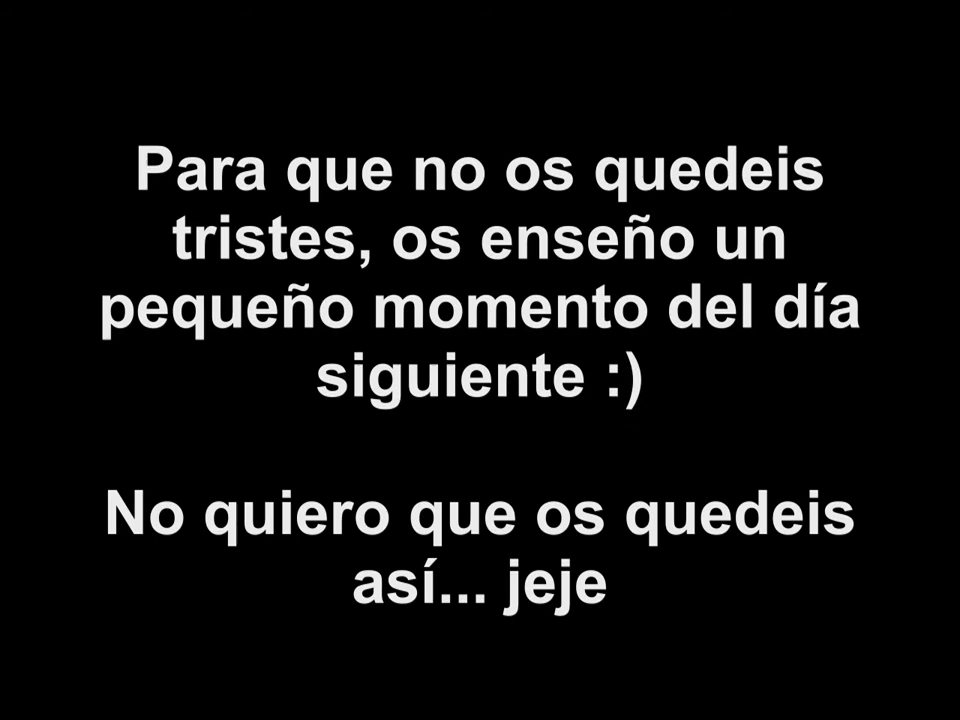 Para que no os quedeis
tristes, os enseño un
pequeño momento del día
siguiente :)
No quiero que os quedeis
así... jeje